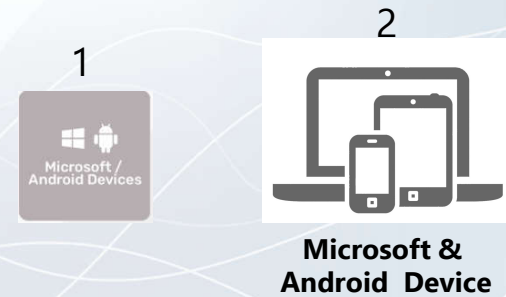 1
Microsoft /
Android Devices
2
Microsoft &
Android Device